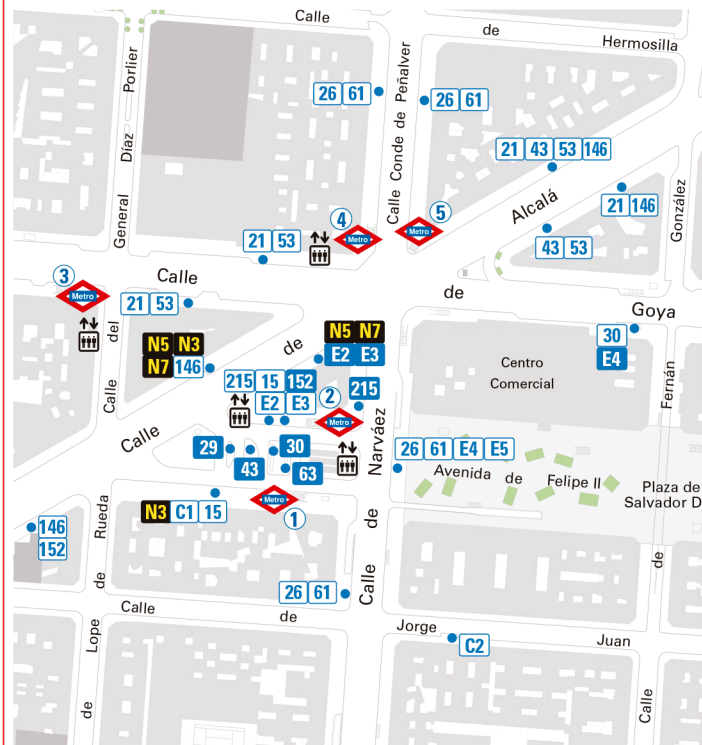 Calle
de
Hermosilla
Porlier
Díaz
General
Calle Conde de Peñalver
26 61
26 61
21 43 53 146
Alcalá
21 146
43 53
González
4
Metro
5
Metro
21 53
3
Metro
Calle
de
Goya
21 53
30
E4
del
Calle
N5 N3
N7 146
de
N5 N7
E2 E3
Centro
Comercial
Fernán
215 15 152
E2 E3
215
2
Metro
Calle
Narváez
29
43
30
63
26 61 E4 E5
Avenida de Felipe II
Plaza de
Salvador D
Metro
1
N3 C1 15
146
152
Rueda
de
Lope
de
de
Calle
de
26 61
Calle
de
Jorge
Juan
C2
Calle